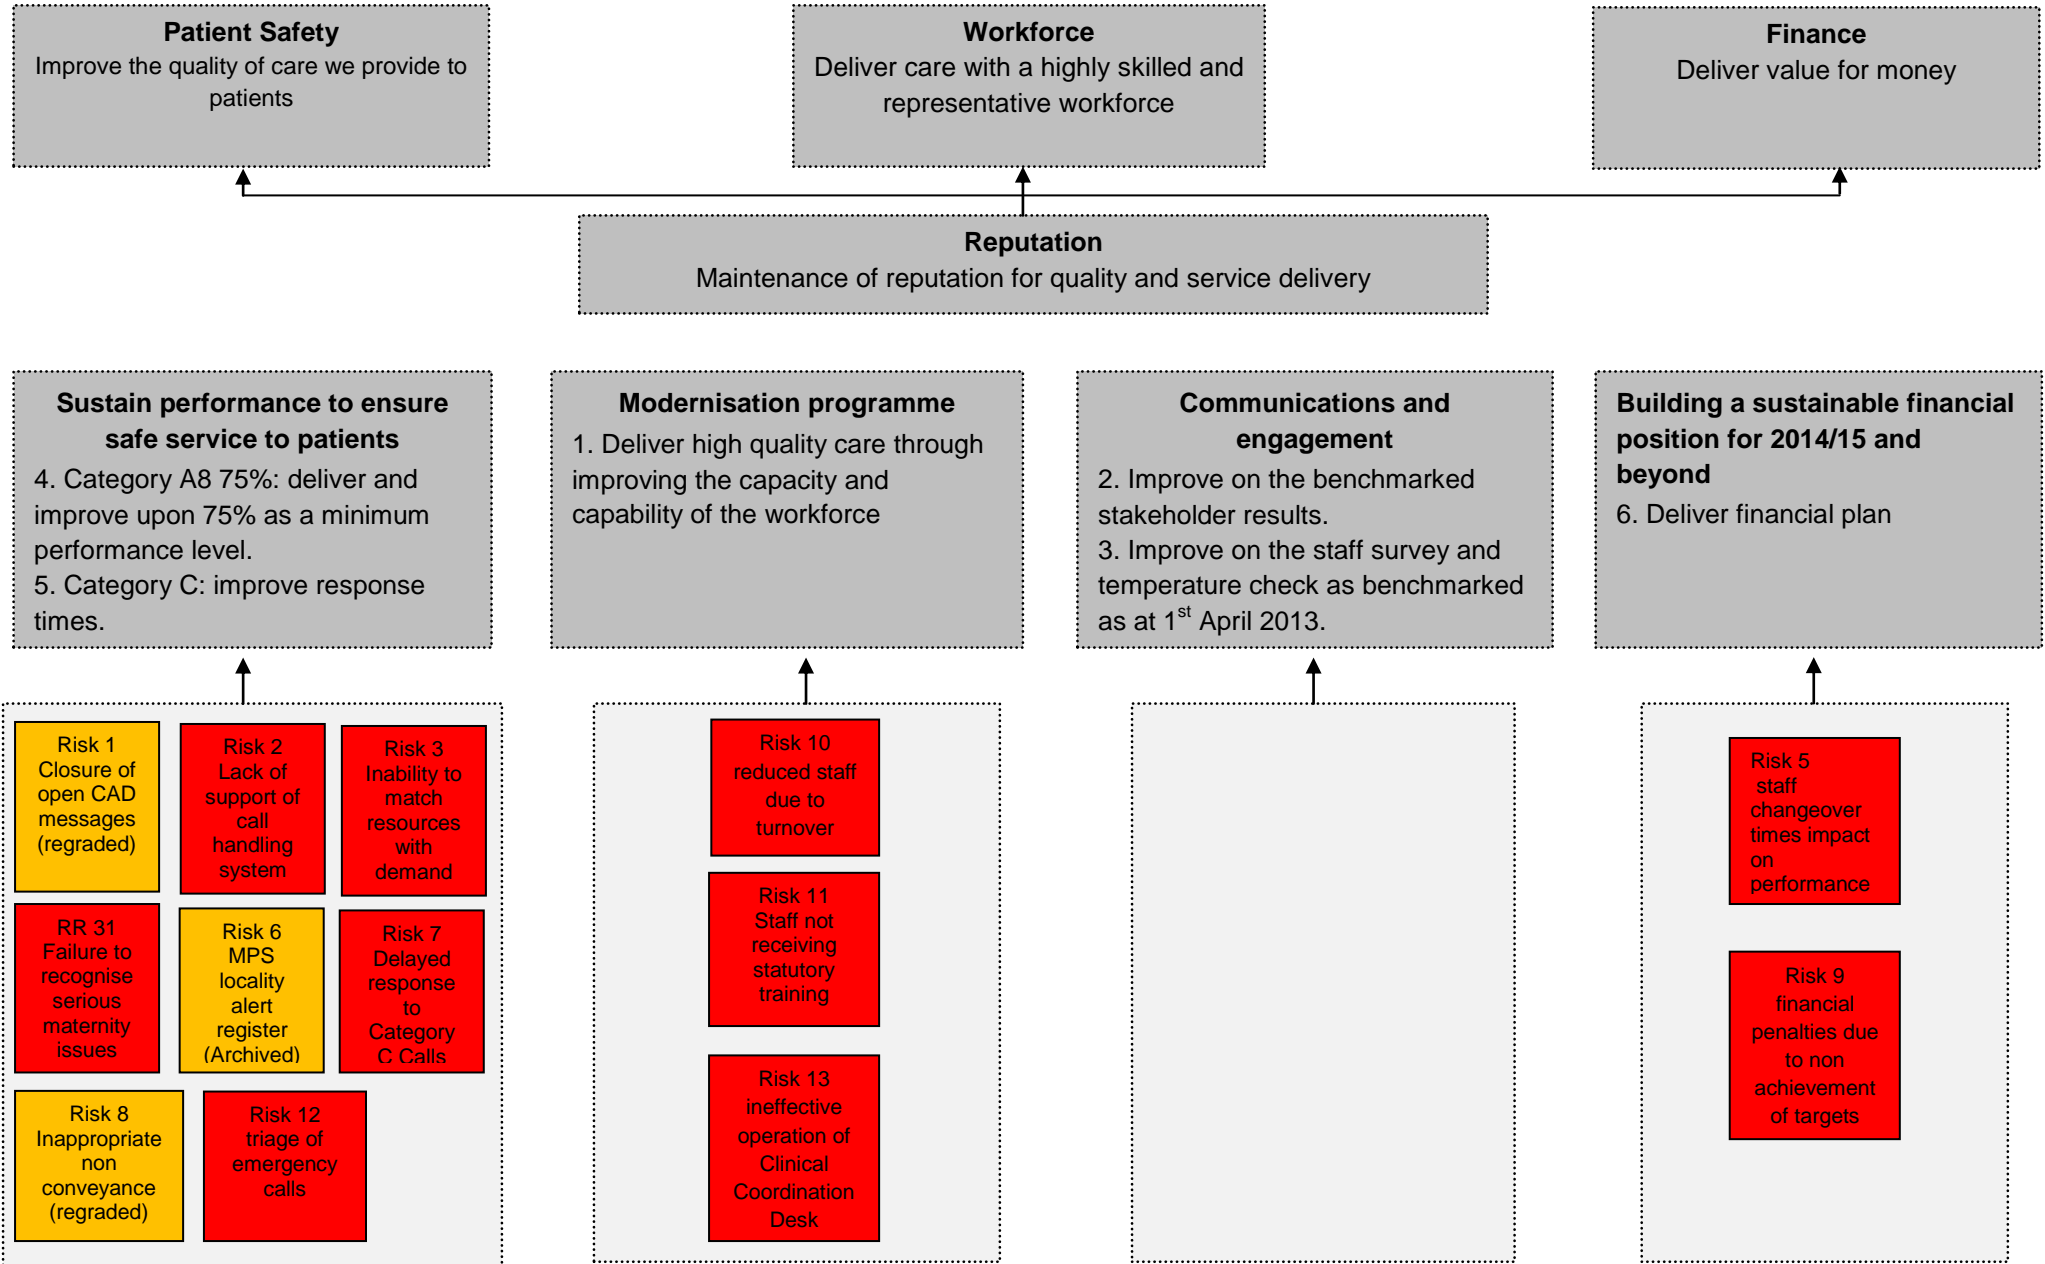 Patient Safety
Improve the quality of care we provide to
patients
Workforce
Deliver care with a highly skilled and
representative workforce
Finance
Deliver value for money
Reputation
Maintenance of reputation for quality and service delivery
Sustain performance to ensure
safe service to patients
4. Category A8 75%: deliver and
improve upon 75% as a minimum
performance level.
5. Category C: improve response
times.
Modernisation programme
1. Deliver high quality care through
improving the capacity and
capability of the workforce
Communications and
engagement
2. Improve on the benchmarked
stakeholder results.
3. Improve on the staff survey and
temperature check as benchmarked
as at 1st April 2013.
Building a sustainable financial
position for 2014/15 and
beyond
6. Deliver financial plan
Risk 1
Closure of
open CAD
messages
(regraded)
Risk 2
Lack of
support of
call
handling
system
Risk 3
Inability to
match
resources
with
demand
RR 31
Failure to
recognise
serious
maternity
issues
Risk 6
MPS
locality
alert
register
(Archived)
Risk 7
Delayed
response
to
Category
C Calls
Risk 8
Inappropriate
non
conveyance
(regraded)
Risk 12
triage of
emergency
calls
Risk 10
reduced staff
due to
turnover
Risk 11
Staff not
receiving
statutory
training
Risk 13
ineffective
operation of
Clinical
Coordination
Desk
Risk 5
staff
changeover
times impact
on
performance
Risk 9
financial
penalties due
to non
achievement
of targets